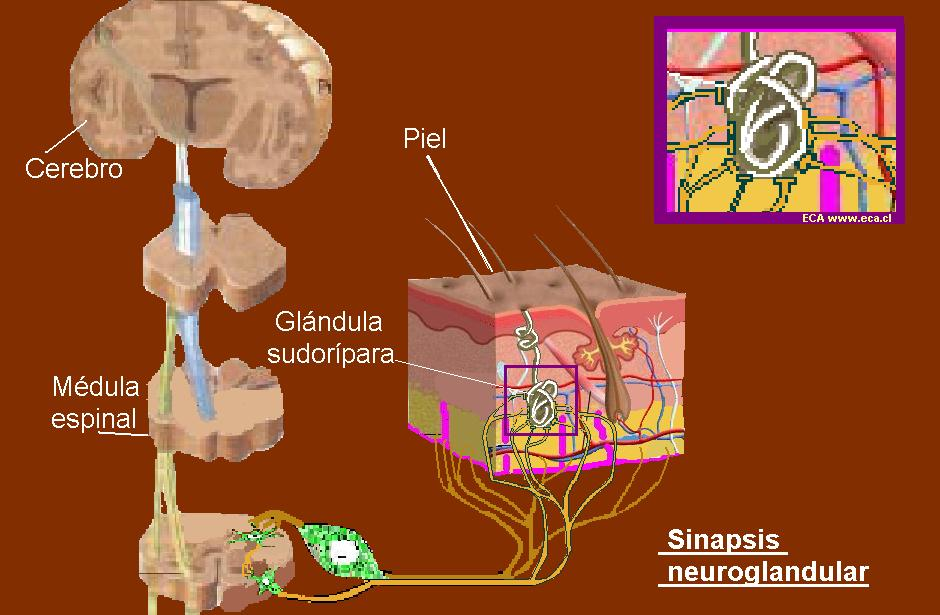 Cerebro
Piel
ECA www.eca.cl
Glándula
sudorípara
Médula
espinal
Sinapsis
neuroglandular